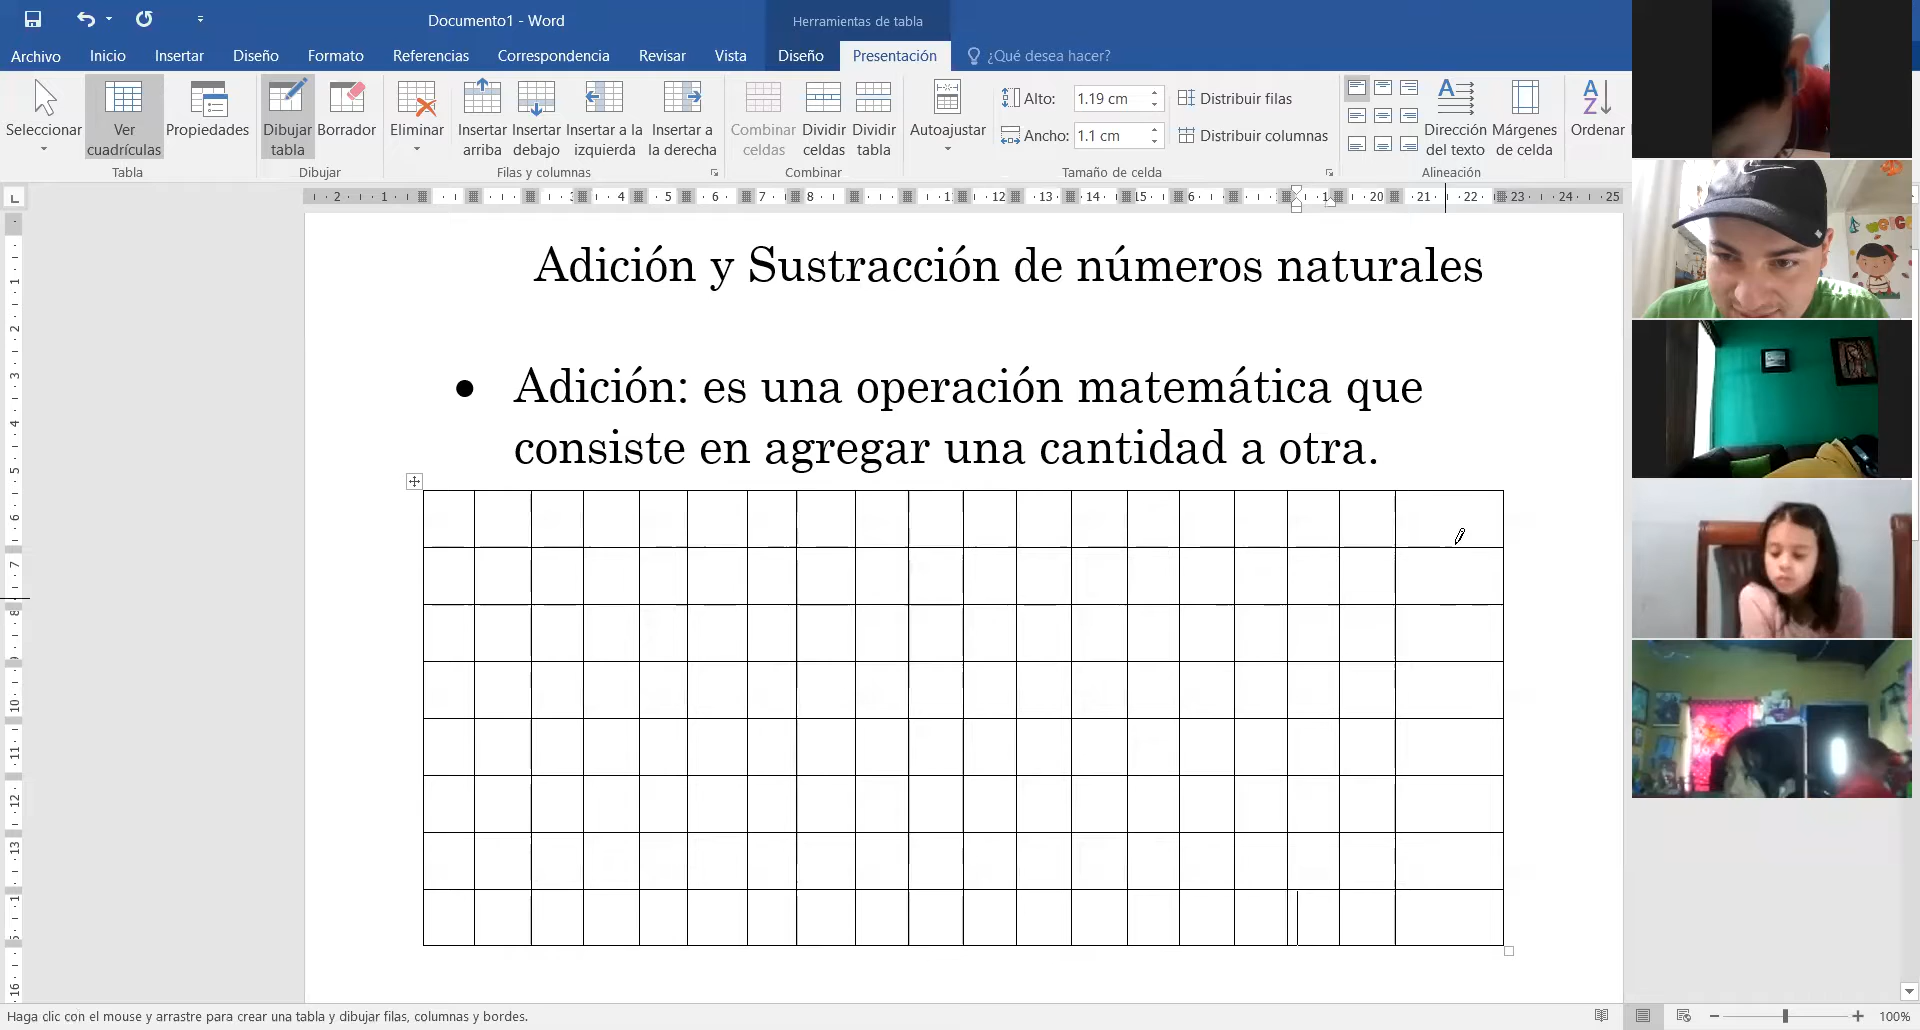 Documento1 - Word
Herramientas de tabla
Archivo Inicio Insertar Diseño Formato Referencias Correspondencia Revisar Vista Diseño Presentación ¿Qué desea hacer?
Seleccionar
Ver cuadrículas
Propiedades
Dibujar tabla
Borrador
Eliminar
Insertar arriba
Insertar debajo
Insertar a la izquierda
Insertar a la derecha
Combinar celdas
Dividir celdas
Dividir tabla
Autoajustar
Alto: 1.19 cm
Ancho: 1.1 cm
Distribuir filas
Distribuir columnas
Dirección del texto
Márgenes de celda
Ordenar
Tabla
Dibujar
Filas y columnas
Combinar
Tamaño de celda
Alineación
Adición y Sustracción de números naturales
• Adición: es una operación matemática que
consiste en agregar una cantidad a otra.
Haga clic con el mouse y arrastre para crear una tabla y dibujar filas, columnas y bordes.
100%